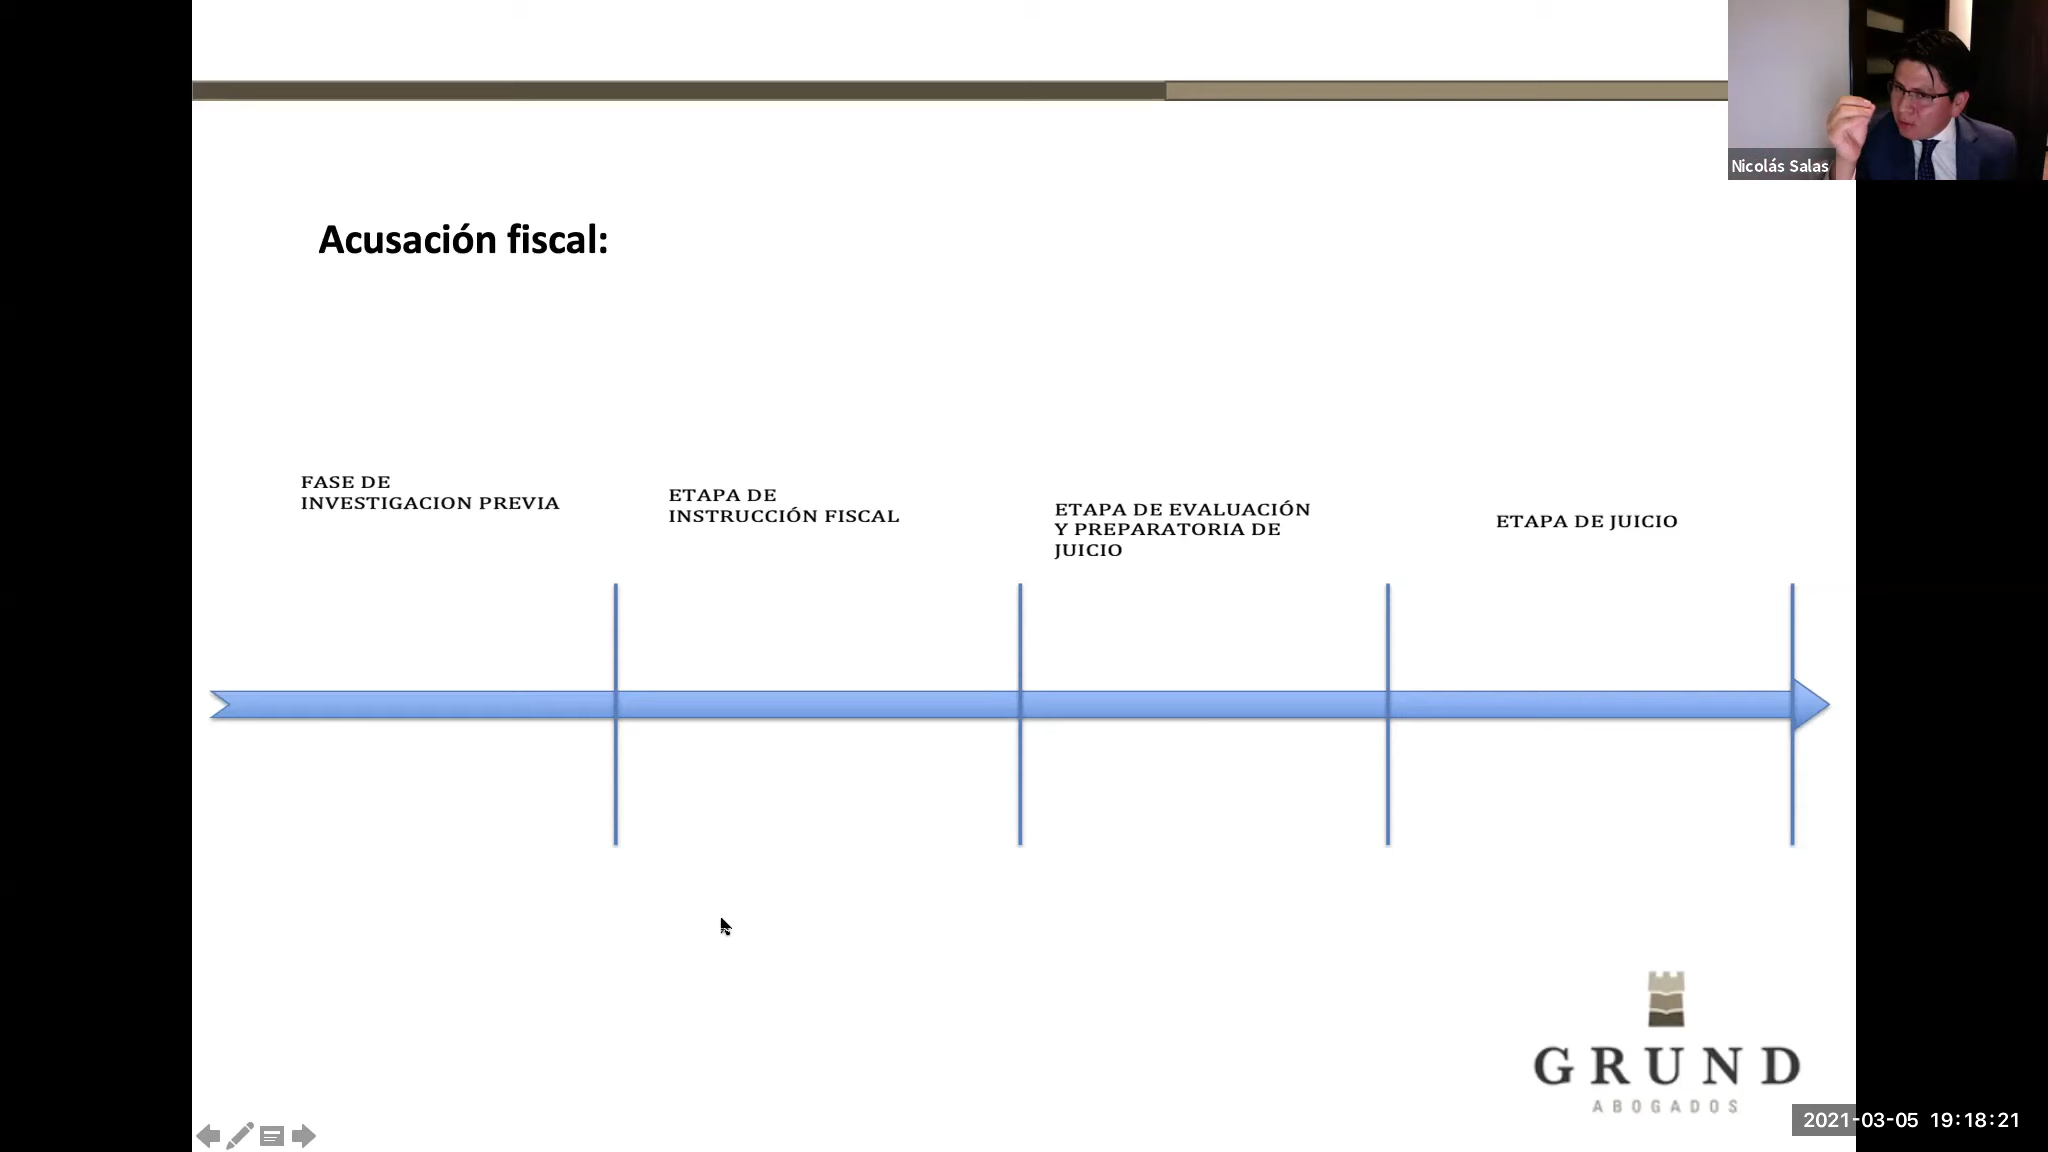 Nicolás Salas
Acusación fiscal:
FASE DE
INVESTIGACION PREVIA
ETAPA DE
INSTRUCCIÓN FISCAL
ETAPA DE EVALUACIÓN
Y PREPARATORIA DE
JUICIO
ETAPA DE JUICIO
GRUND
ABOGADOS
2021-03-05 19:18:21